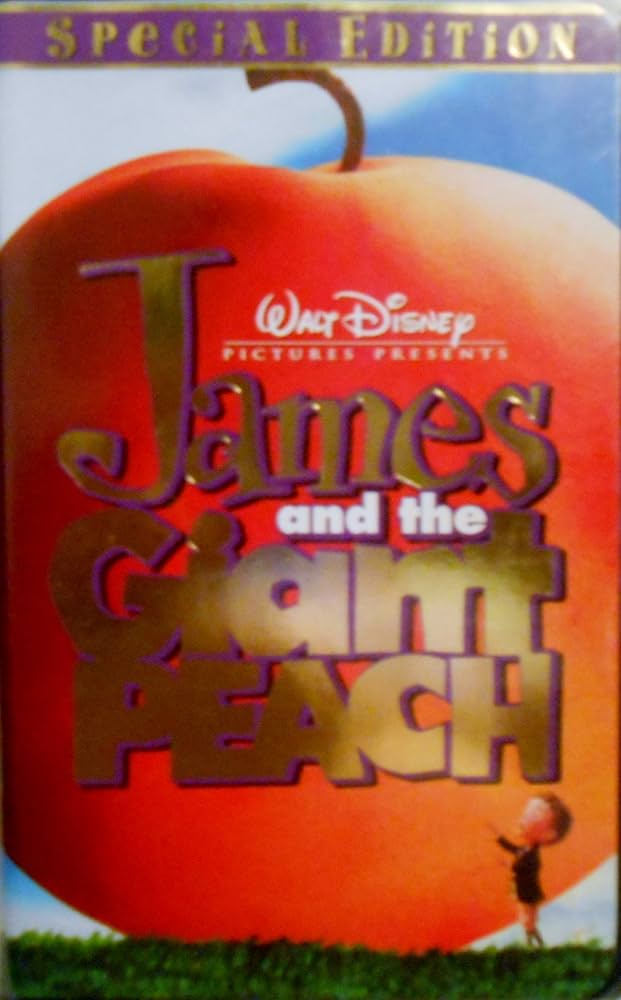 SPECIAL EDITION
WALT DISNEY
PICTURES PRESENTS
James
and the
Giant
PEACH